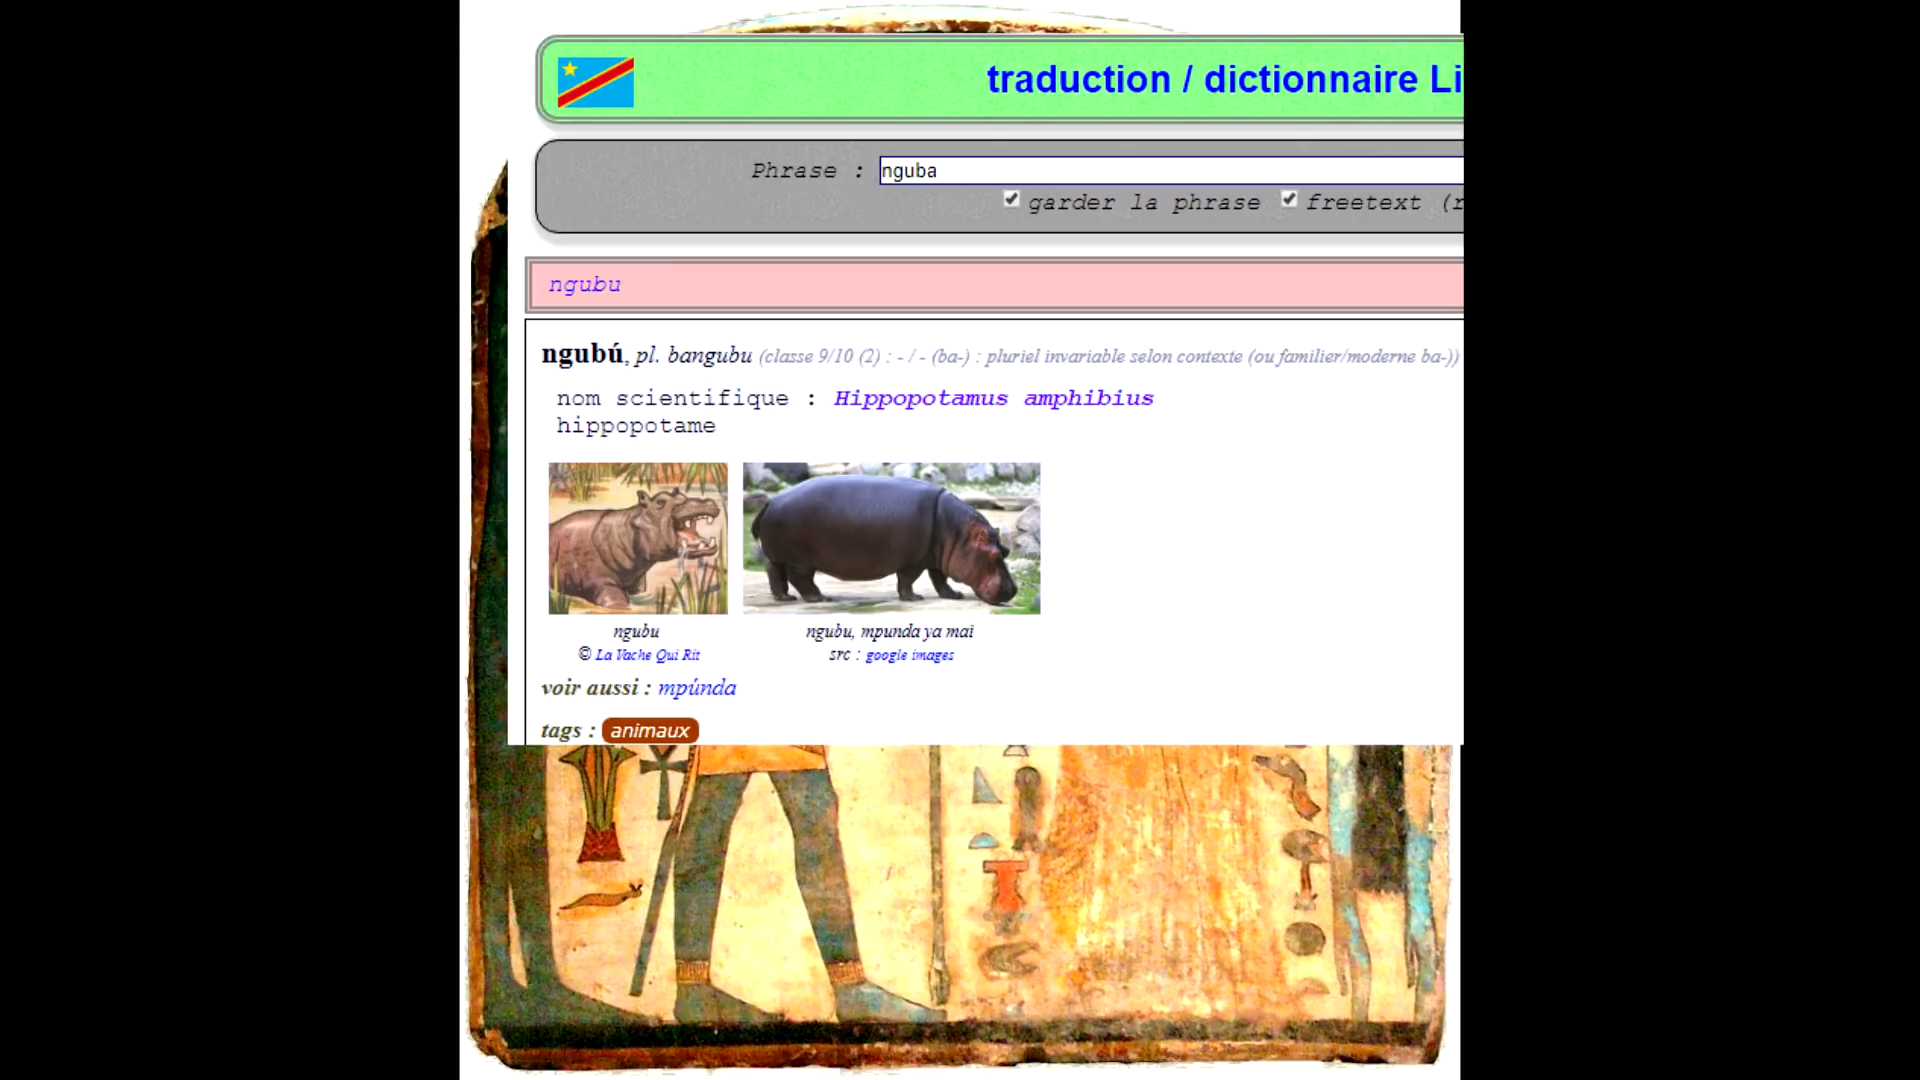 traduction / dictionnaire Li
Phrase : nguba
garder la phrase freetext (r
ngubu
ngubú, pl. bangubu (classe 9/10 (2) : - / - (ba-) : pluriel invariable selon contexte (ou familier/moderne ba-))
nom scientifique : Hippopotamus amphibius
hippopotame
ngubu
© La Vache Qui Rit
ngubu, mpunda ya mai
src : google images
voir aussi : mpúnda
tags : animaux